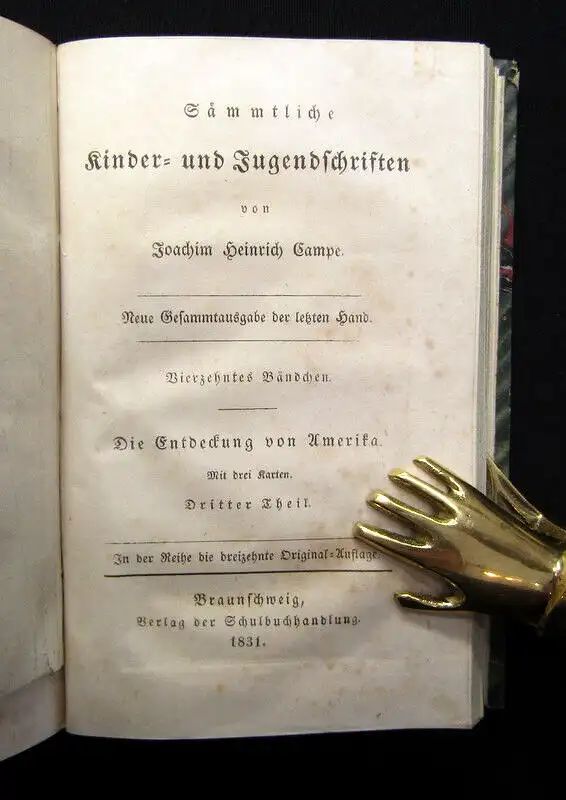 Sämmtliche
Kinder- und Jugendschriften
von
Joachim Heinrich Campe.
Neue Gesammtausgabe der letzten Hand.
Vierzehntes Bändchen.
Die Entdeckung von Amerika.
Mit drei Karten.
Dritter Theil.
In der Reihe die dreizehnte Original-Auflage.
Braunschweig,
Verlag der Schulbuchhandlung.
1831.